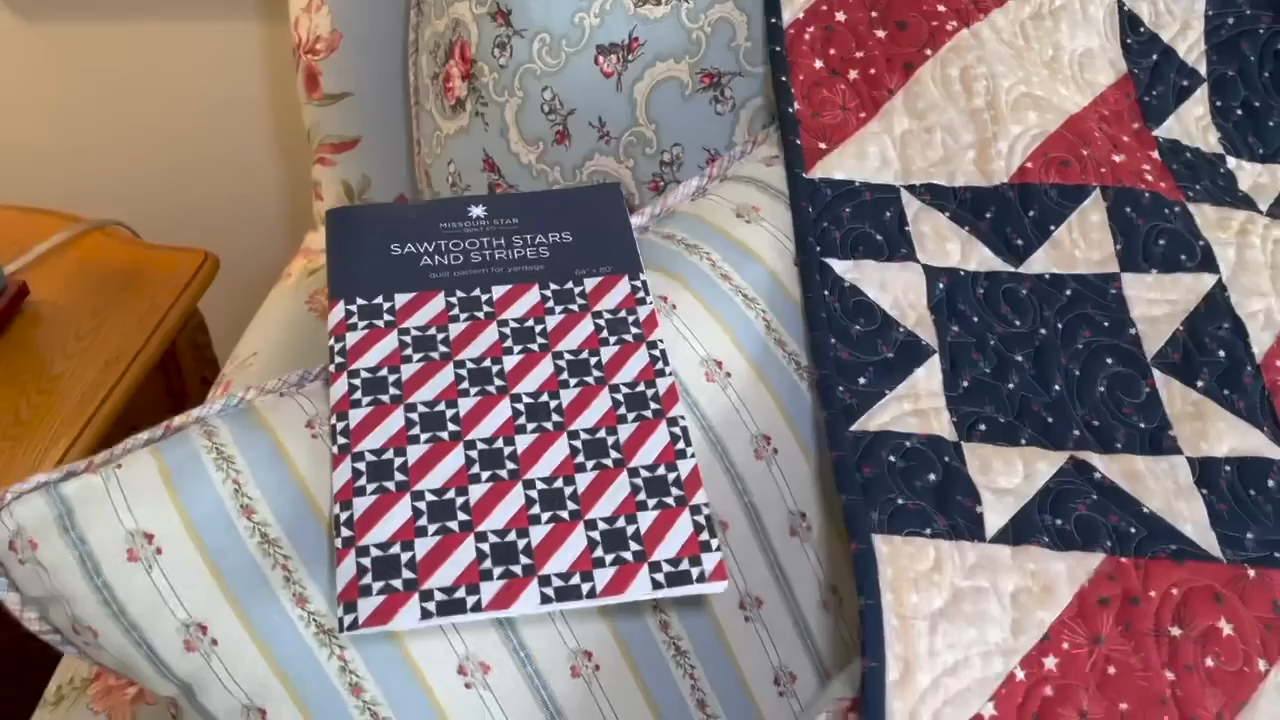 MISSOURI STAR
QUILT CO
SAWTOOTH STARS
AND STRIPES
quilt pattern for yardage
64" x 80"